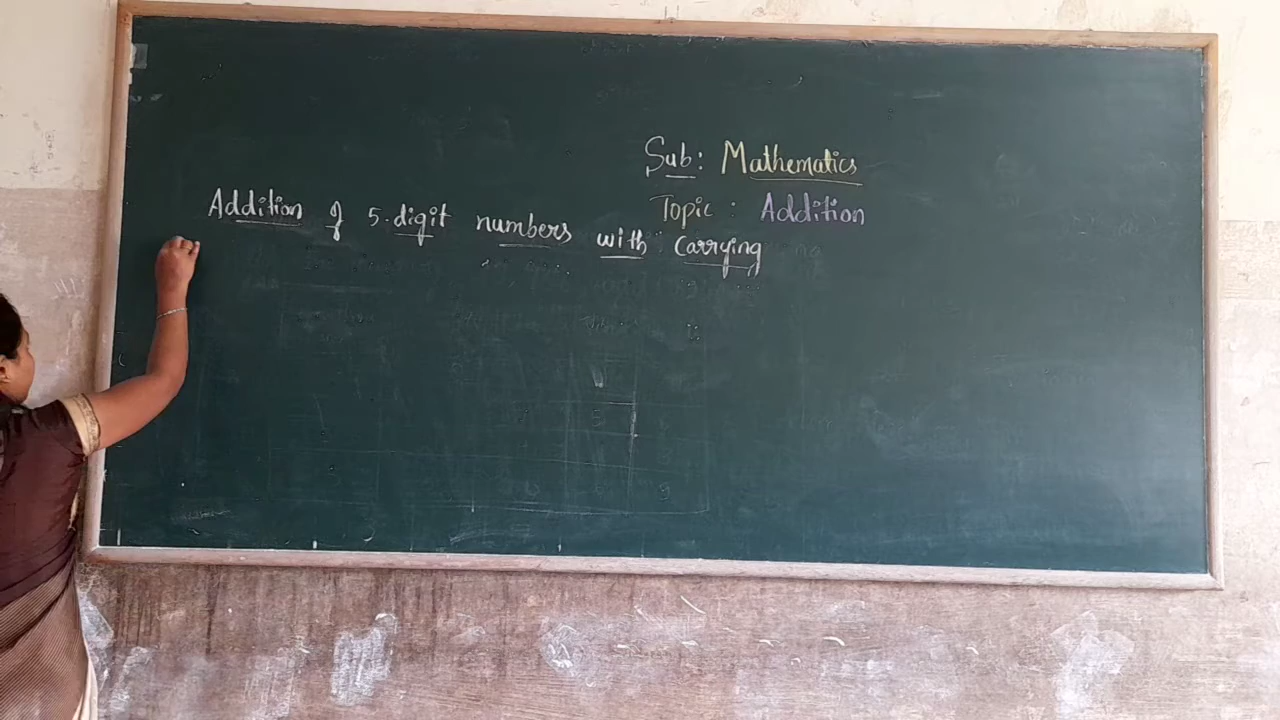 Sub: Mathematics
Topic : Addition
Addition of 5-digit numbers with carrying